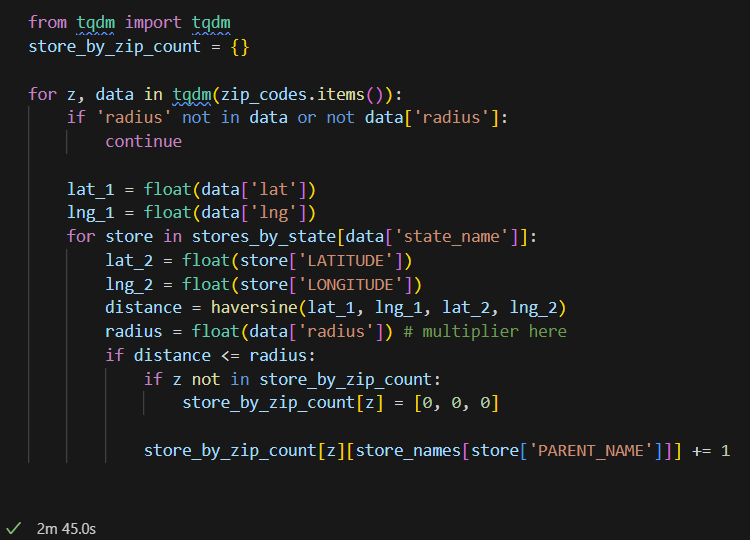 from tqdm import tqdm
store_by_zip_count = {}
for z, data in tqdm(zip_codes.items()):
if 'radius' not in data or not data['radius']:
continue
lat_1 = float(data['lat'])
lng_1 = float(data['lng'])
for store in stores_by_state[data['state_name']]:
lat_2 = float(store['LATITUDE'])
lng_2 = float(store['LONGITUDE'])
distance = haversine(lat_1, lng_1, lat_2, lng_2)
radius = float(data['radius']) # multiplier here
if distance <= radius:
if z not in store_by_zip_count:
store_by_zip_count[z] = [0, 0, 0]
store_by_zip_count[z][store_names[store['PARENT_NAME']]] += 1
2m 45.0s